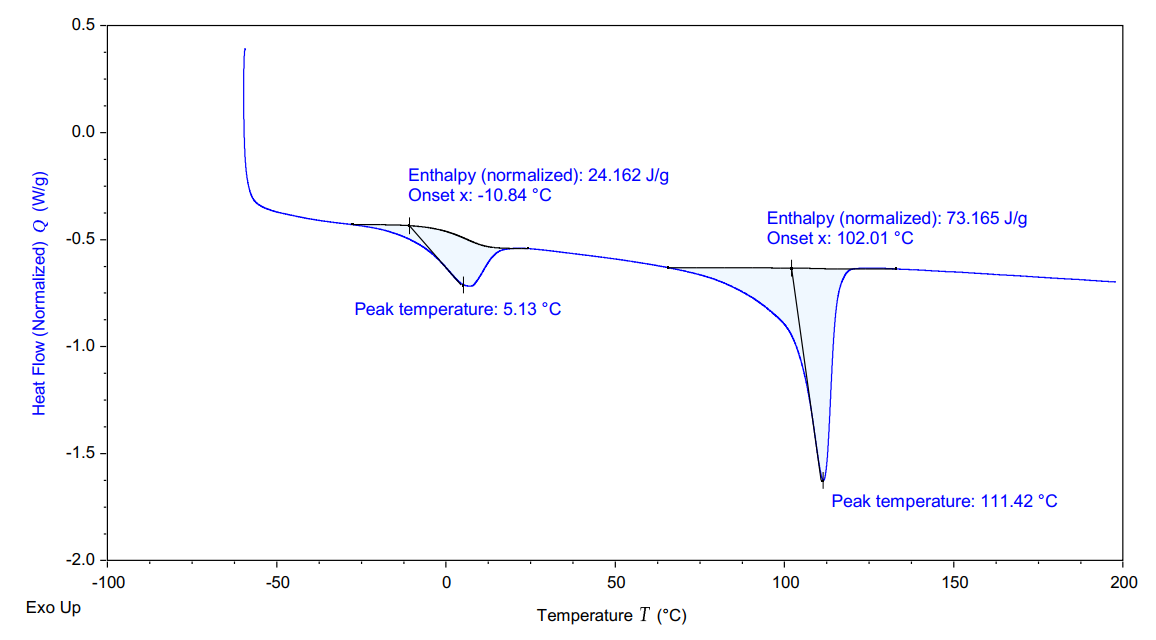 0.5
0.0
-0.5
-1.0
-1.5
-2.0
Heat Flow (Normalized) Q (W/g)
Enthalpy (normalized): 24.162 J/g
Onset x: -10.84 °C
Peak temperature: 5.13 °C
Enthalpy (normalized): 73.165 J/g
Onset x: 102.01 °C
Peak temperature: 111.42 °C
-100 -50 0 50 100 150 200
Exo Up
Temperature T (°C)